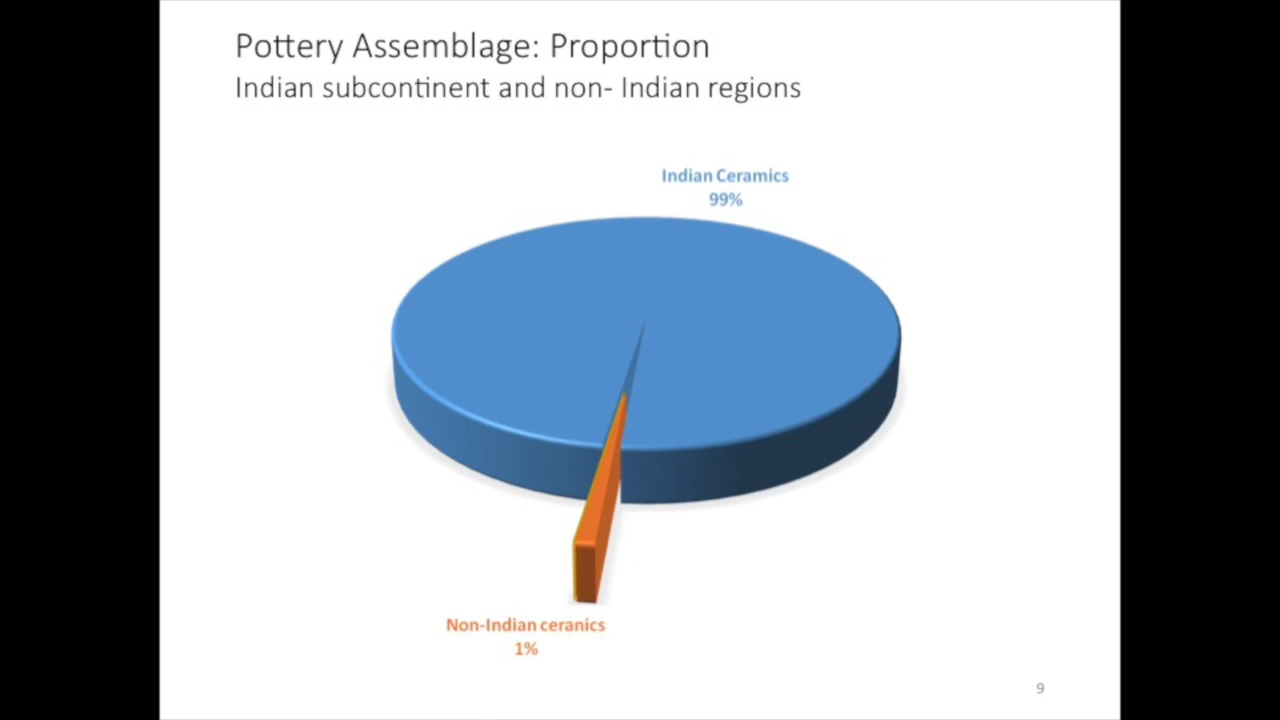 Pottery Assemblage: Proportion
Indian subcontinent and non- Indian regions
Indian Ceramics
99%
Non-Indian ceranics
1%
9